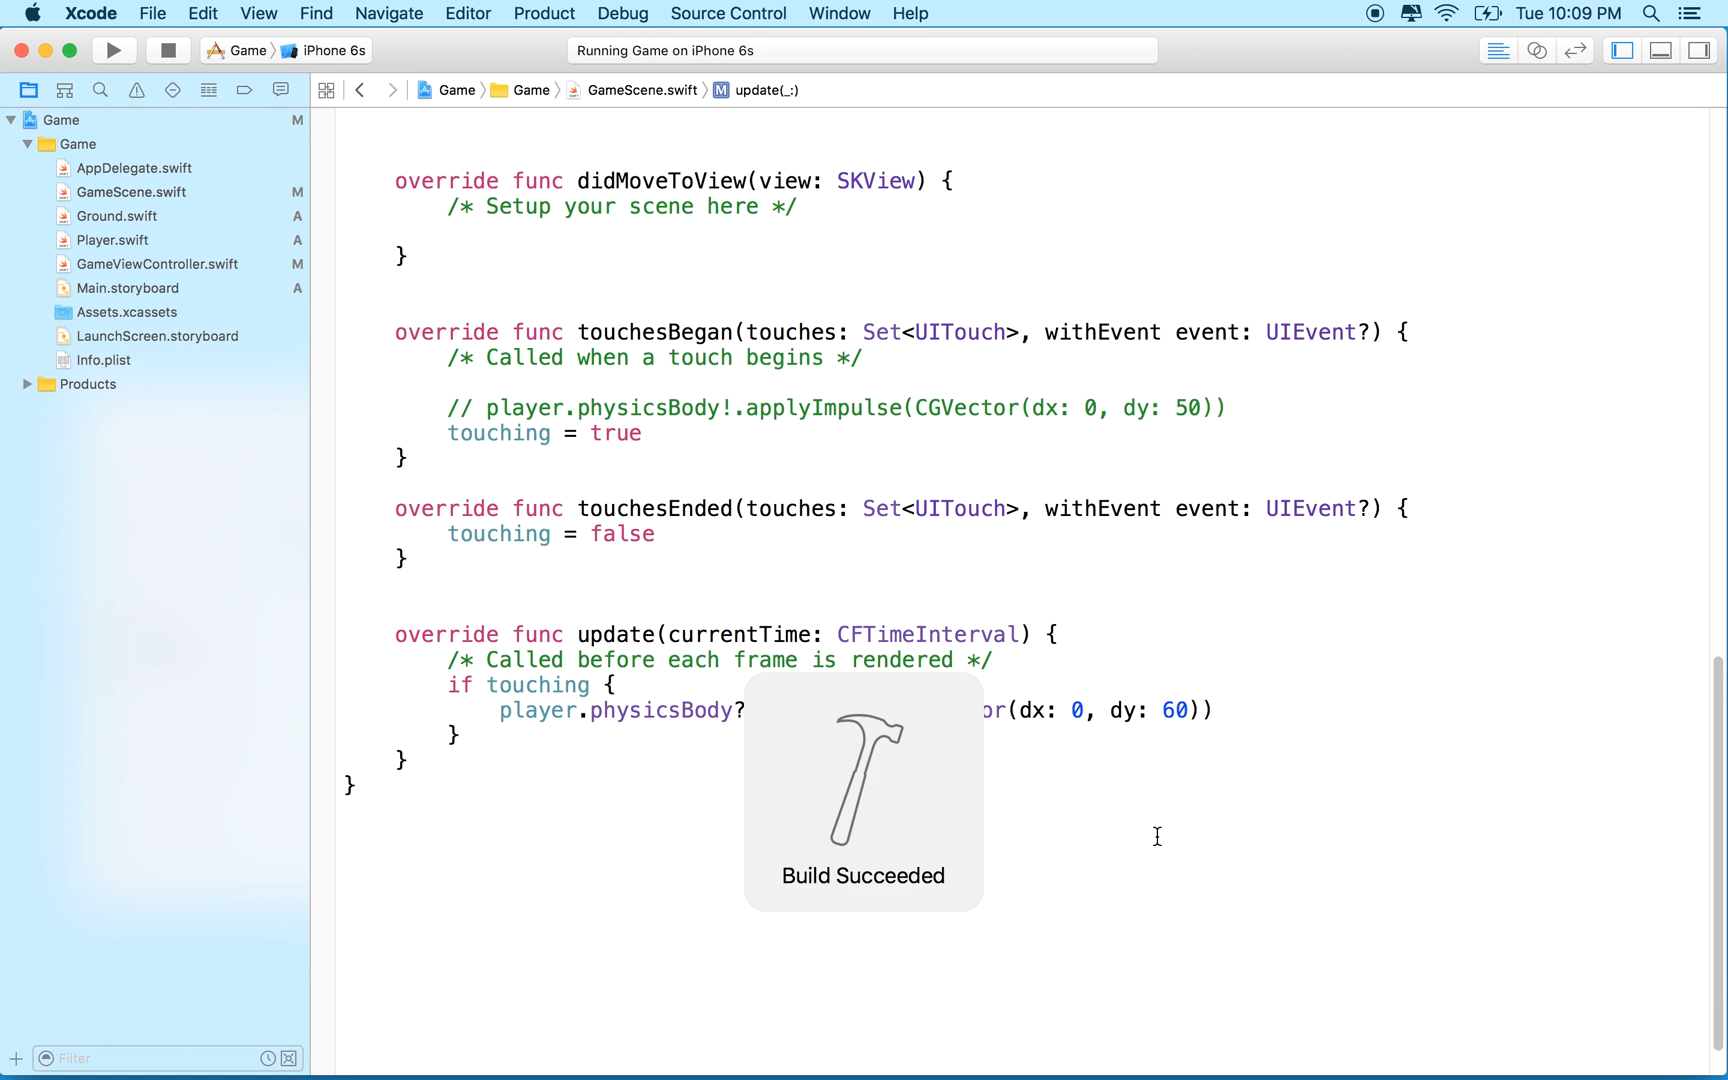 Xcode File Edit View Find Navigate Editor Product Debug Source Control Window Help Tue 10:09 PM
Game iPhone 6s Running Game on iPhone 6s
Game Game GameScene.swift M update(_:)
Game M
Game
AppDelegate.swift
GameScene.swift M
Ground.swift A
Player.swift A
GameViewController.swift M
Main.storyboard A
Assets.xcassets
LaunchScreen.storyboard
Info.plist
Products
override func didMoveToView(view: SKView) {
/* Setup your scene here */
}
override func touchesBegan(touches: Set<UITouch>, withEvent event: UIEvent?) {
/* Called when a touch begins */
// player.physicsBody!.applyImpulse(CGVector(dx: 0, dy: 50))
touching = true
}
override func touchesEnded(touches: Set<UITouch>, withEvent event: UIEvent?) {
touching = false
}
override func update(currentTime: CFTimeInterval) {
/* Called before each frame is rendered */
if touching {
player.physicsBody? or(dx: 0, dy: 60))
}
}
}
Build Succeeded
Filter